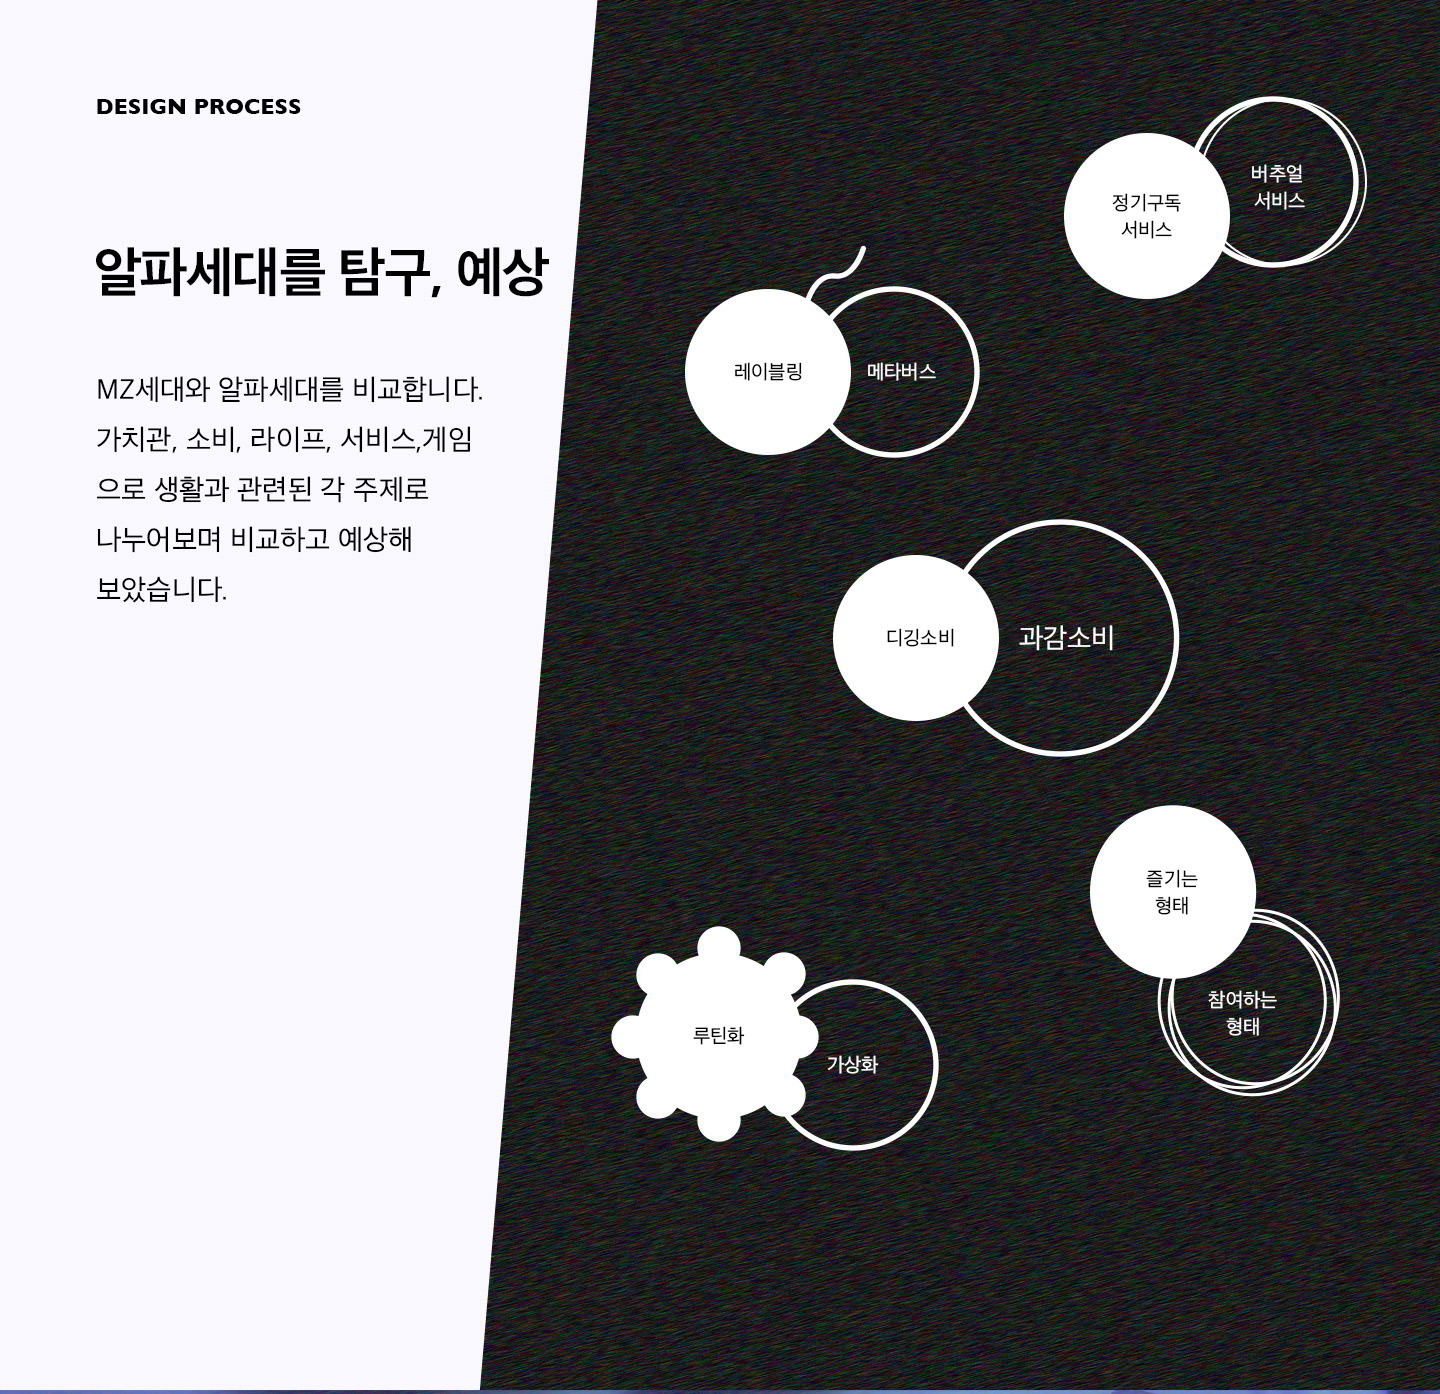 DESIGN PROCESS
알파세대를 탐구, 예상
MZ세대와 알파세대를 비교합니다.
가치관, 소비, 라이프, 서비스,게임
으로 생활과 관련된 각 주제로
나누어보며 비교하고 예상해
보았습니다.
정기구독
서비스
버추얼
서비스
레이블링
메타버스
디깅소비
과감소비
즐기는
형태
참여하는
형태
루틴화
가상화